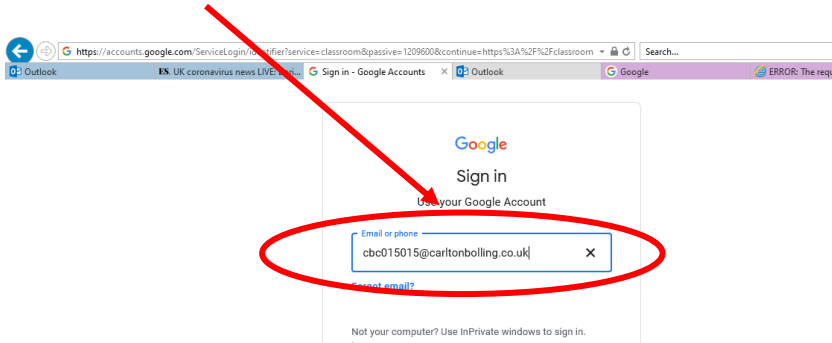 https://accounts.google.com/ServiceLogin/identifier?service=classroom&passive=1209600&continue=https%3A%2F%2Fclassroom Search...
Outlook ES. UK coronavirus news LIVE: Sign in - Google Accounts Outlook Google ERROR: The requ
Google
Sign in
Use your Google Account
Email or phone
cbc015015@carltonbolling.co.uk
Forgot email?
Not your computer? Use InPrivate windows to sign in.